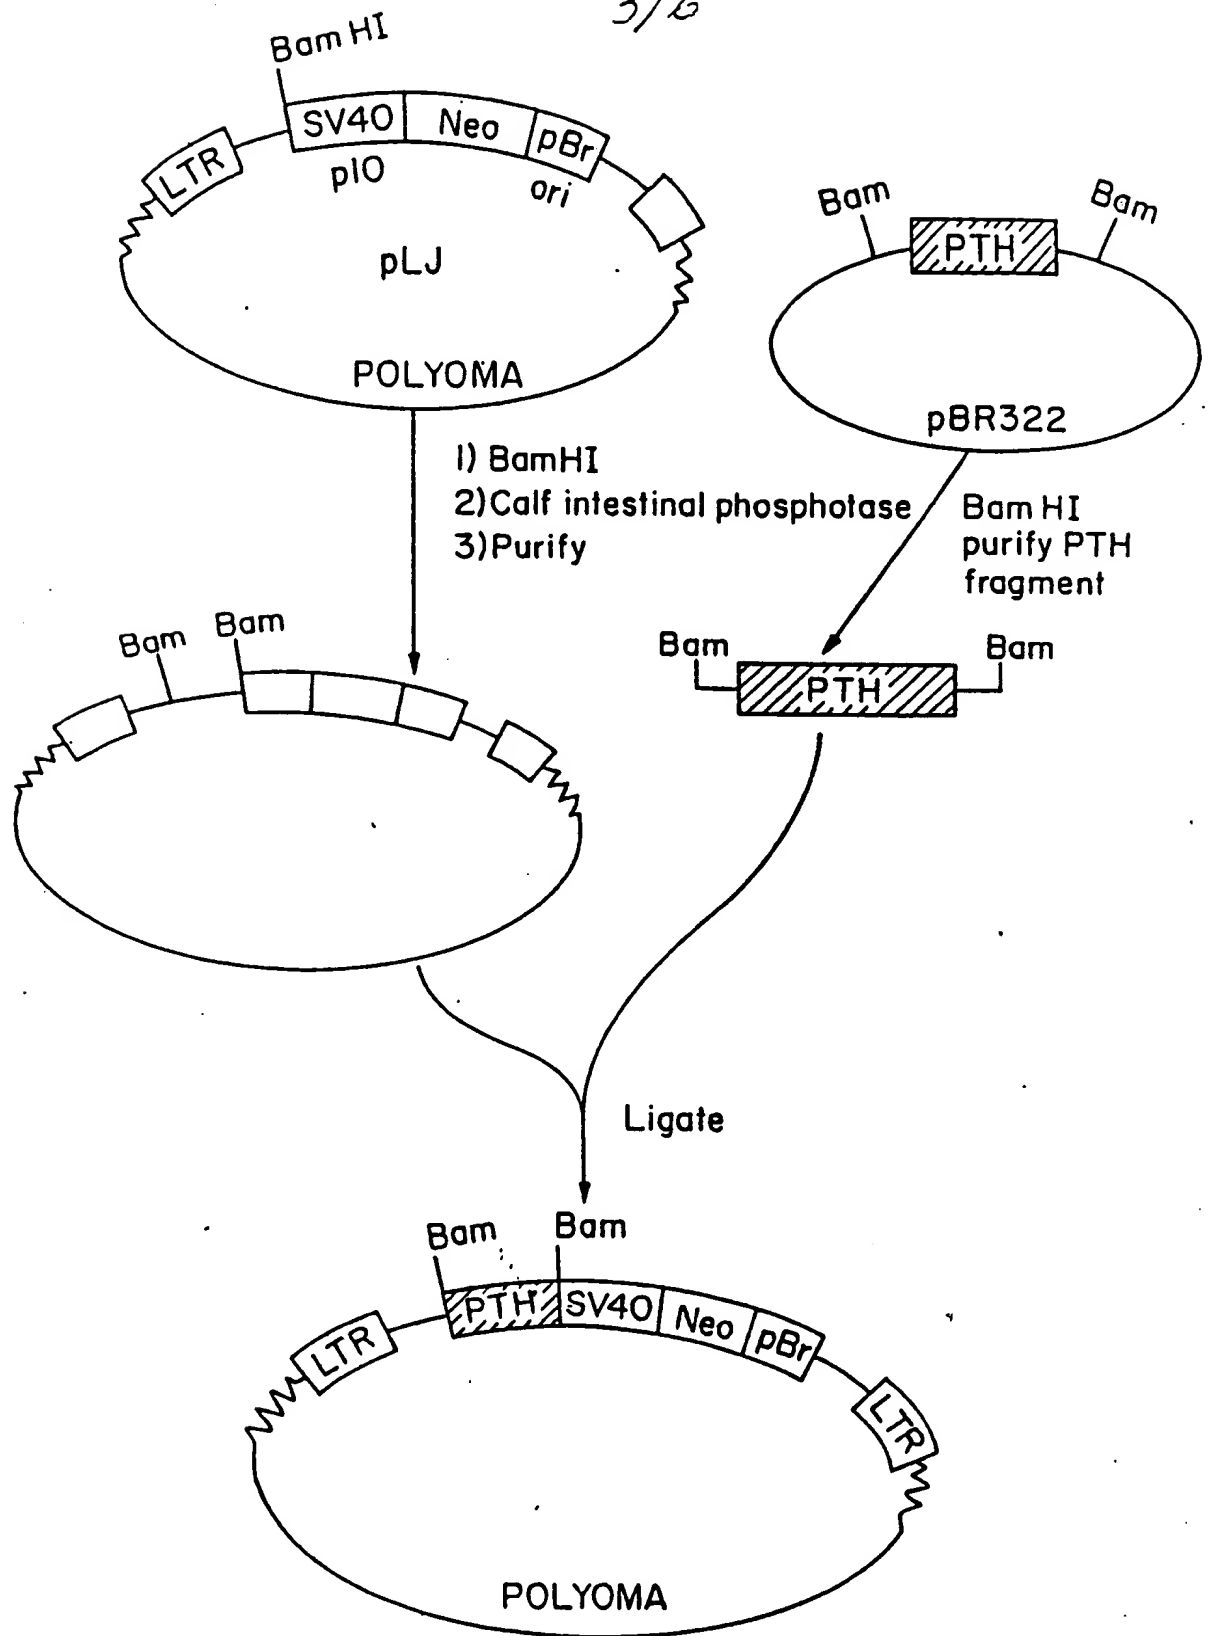 Bam HI
SV40
Neo
pBr
LTR
pIO
ori
pLJ
POLYOMA
Bam
PTH
Bam
pBR322
1) BamHI
2) Calf intestinal phosphotase
3) Purify
Bam HI
purify PTH
fragment
Bam
Bam
Bam
PTH
Bam
Ligate
Bam
Bam
PTH
SV40
Neo
pBr
LTR
LTR
POLYOMA